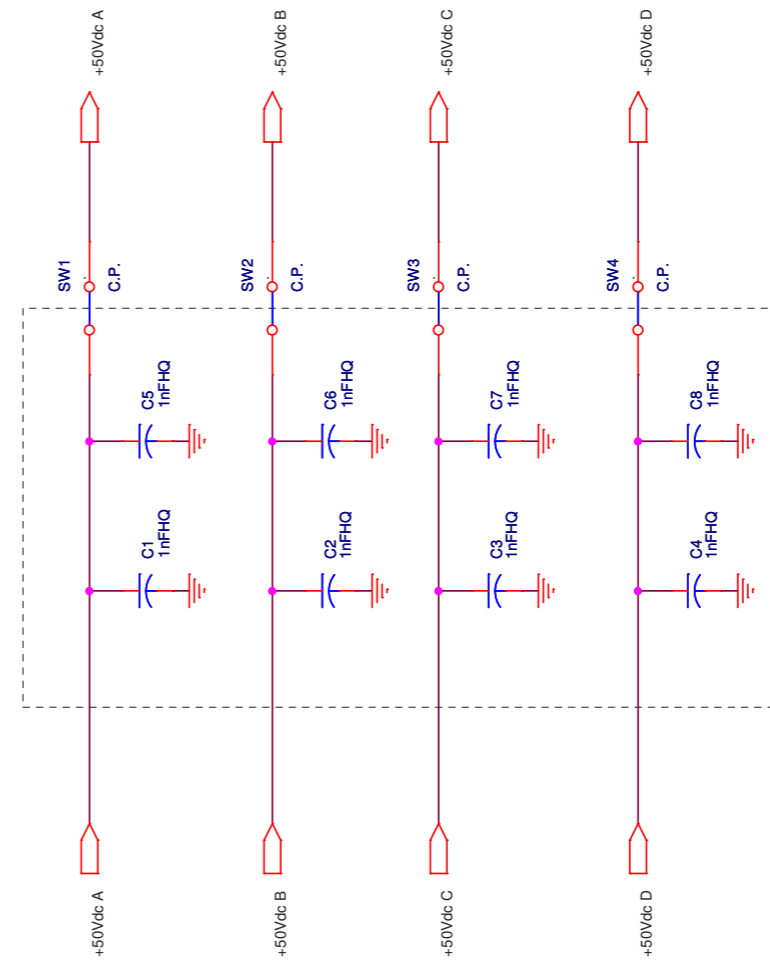 +50Vdc A
+50Vdc B
+50Vdc C
+50Vdc D
SW1
C.P.
SW2
C.P.
SW3
C.P.
SW4
C.P.
C5
1nFHQ
C6
1nFHQ
C7
1nFHQ
C8
1nFHQ
C1
1nFHQ
C2
1nFHQ
C3
1nFHQ
C4
1nFHQ
+50Vdc A
+50Vdc B
+50Vdc C
+50Vdc D